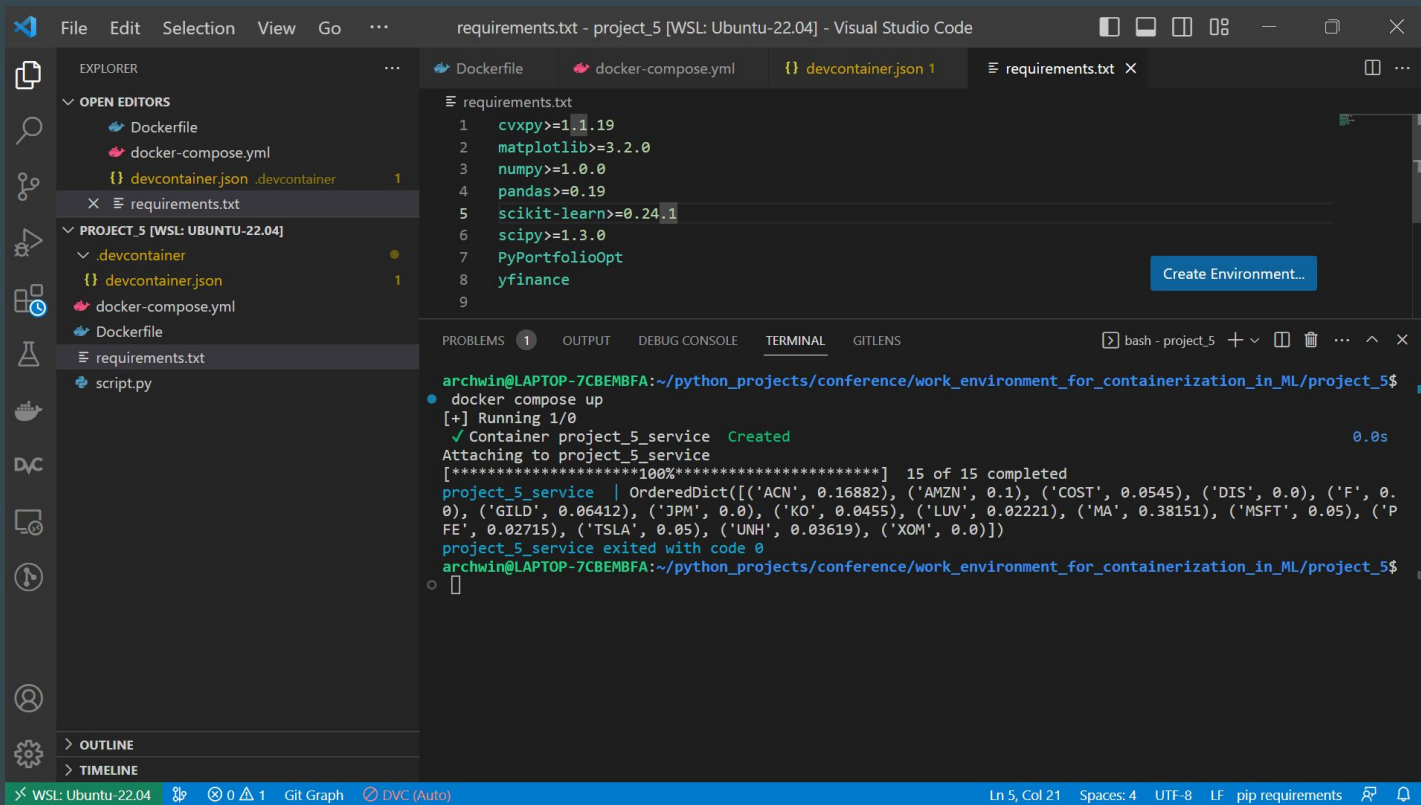 File Edit Selection View Go ··· requirements.txt - project_5 [WSL: Ubuntu-22.04] - Visual Studio Code
EXPLORER ···
OPEN EDITORS
Dockerfile
docker-compose.yml
{} devcontainer.json .devcontainer 1
requirements.txt
PROJECT_5 [WSL: UBUNTU-22.04]
.devcontainer
{} devcontainer.json 1
docker-compose.yml
Dockerfile
requirements.txt
script.py
OUTLINE
TIMELINE
Dockerfile docker-compose.yml {} devcontainer.json 1 requirements.txt
requirements.txt
1 cvxpy>=1.1.19
2 matplotlib>=3.2.0
3 numpy>=1.0.0
4 pandas>=0.19
5 scikit-learn>=0.24.1
6 scipy>=1.3.0
7 PyPortfolioOpt
8 yfinance
9
Create Environment...
PROBLEMS 1 OUTPUT DEBUG CONSOLE TERMINAL GITLENS bash - project_5
archwin@LAPTOP-7CBEMBFA:~/python_projects/conference/work_environment_for_containerization_in_ML/project_5$
docker compose up
[+] Running 1/0
✓ Container project_5_service Created 0.0s
Attaching to project_5_service
[**********************100%***********************] 15 of 15 completed
project_5_service | OrderedDict([('ACN', 0.16882), ('AMZN', 0.1), ('COST', 0.0545), ('DIS', 0.0), ('F', 0.
0), ('GILD', 0.06412), ('JPM', 0.0), ('KO', 0.0455), ('LUV', 0.02221), ('MA', 0.38151), ('MSFT', 0.05), ('P
FE', 0.02715), ('TSLA', 0.05), ('UNH', 0.03619), ('XOM', 0.0)])
project_5_service exited with code 0
archwin@LAPTOP-7CBEMBFA:~/python_projects/conference/work_environment_for_containerization_in_ML/project_5$
WSL: Ubuntu-22.04 0 1 Git Graph DVC (Auto) Ln 5, Col 21 Spaces: 4 UTF-8 LF pip requirements
DVC